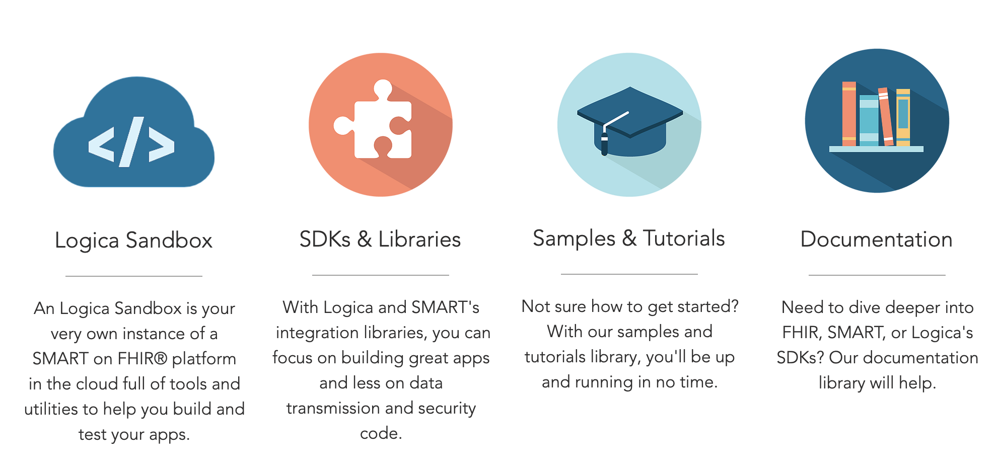 </>
Logica Sandbox
An Logica Sandbox is your
very own instance of a
SMART on FHIR® platform
in the cloud full of tools and
utilities to help you build and
test your apps.
SDKs & Libraries
With Logica and SMART's
integration libraries, you can
focus on building great apps
and less on data
transmission and security
code.
Samples & Tutorials
Not sure how to get started?
With our samples and
tutorials library, you'll be up
and running in no time.
Documentation
Need to dive deeper into
FHIR, SMART, or Logica's
SDKs? Our documentation
library will help.